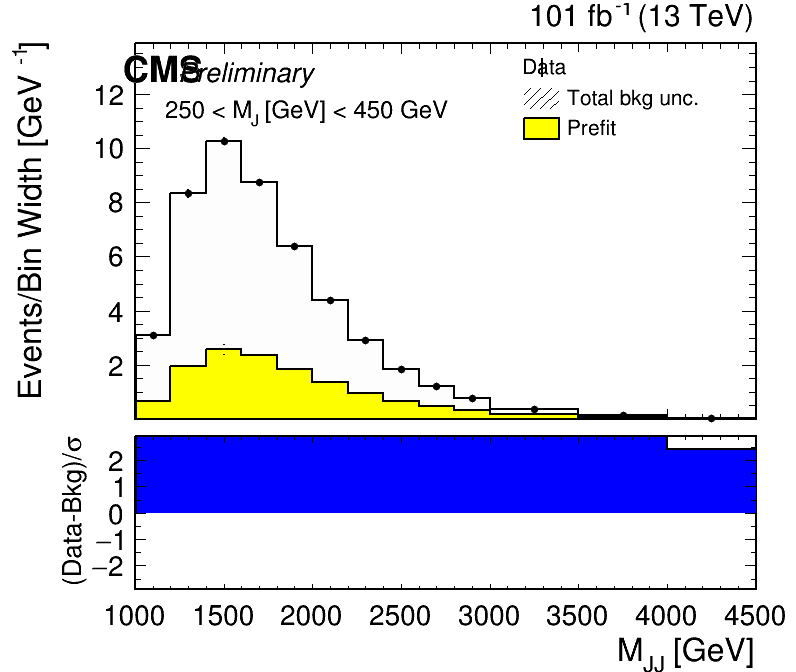 101 fb⁻¹ (13 TeV)
CMS Preliminary
250 < M_J [GeV] < 450 GeV
Data
Total bkg unc.
Prefit
Events/Bin Width [GeV⁻¹]
12
10
8
6
4
2
(Data-Bkg)/σ
2
1
0
−1
−2
1000 1500 2000 2500 3000 3500 4000 4500
M_JJ [GeV]